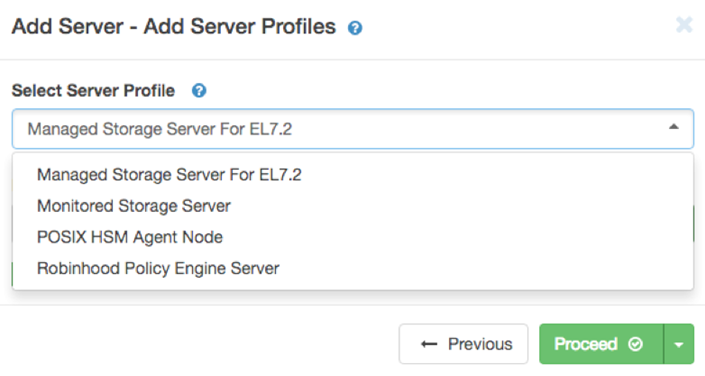 Add Server - Add Server Profiles ?
Select Server Profile ?
Managed Storage Server For EL7.2
Managed Storage Server For EL7.2
Monitored Storage Server
POSIX HSM Agent Node
Robinhood Policy Engine Server
← Previous
Proceed